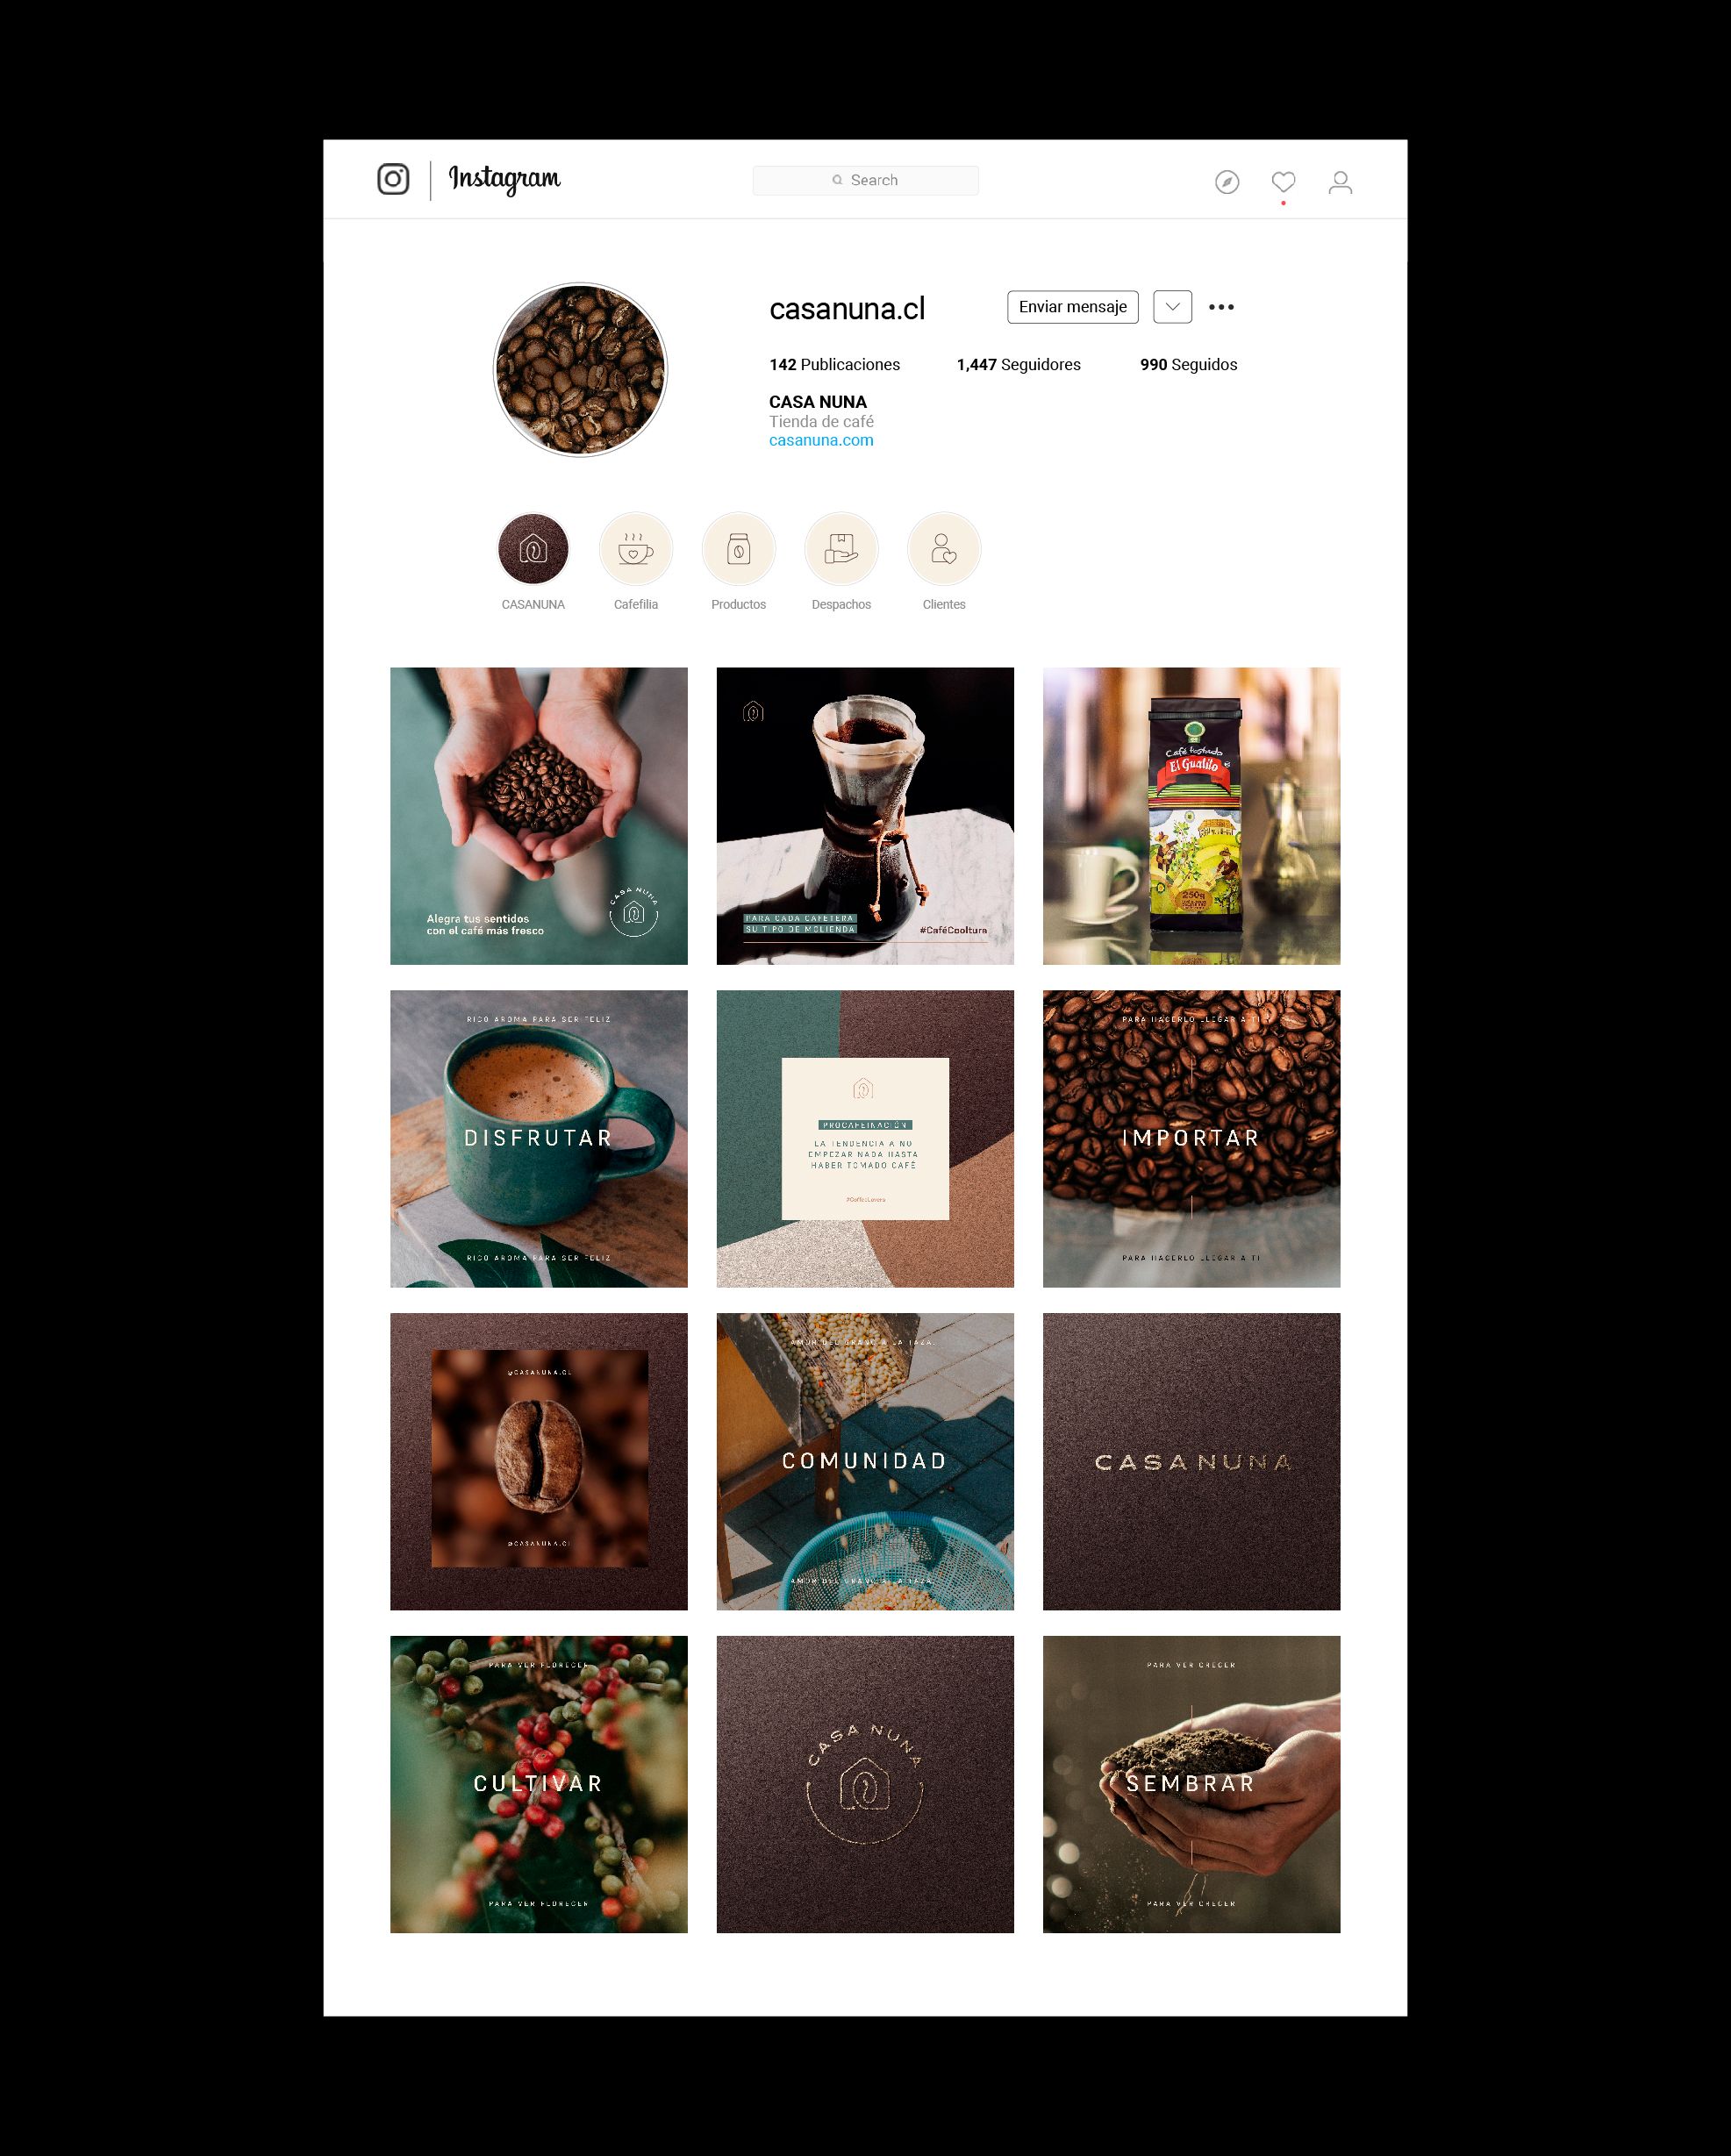 Instagram
Search
casanuna.cl
Enviar mensaje
142 Publicaciones
1,447 Seguidores
990 Seguidos
CASA NUNA
Tienda de café
casanuna.com
CASANUNA
Cafefilia
Productos
Despachos
Clientes
Alegra tus sentidos
con el café más fresco
CASA NUNA
PARA CADA CAFETERA
SU TIPO DE MOLIENDA
#CaféCooltura
Café tostado
El Gualilo
250g
RICO AROMA PARA SER FELIZ
DISFRUTAR
RICO AROMA PARA SER FELIZ
PROCAFEINACIÓN
LA TENDENCIA A NO
EMPEZAR NADA HASTA
HABER TOMADO CAFÉ
#CoffeeLovers
PARA HACERLO LLEGAR A TI
IMPORTAR
PARA HACERLO LLEGAR A TI
@CASANUNA.CL
@CASANUNA.CL
AMOR DEL GRANO A LA TAZA.
COMUNIDAD
AMOR DEL GRANO A LA TAZA.
CASA NUNA
PARA VER FLORECER
CULTIVAR
PARA VER FLORECER
CASA NUNA
PARA VER CRECER
SEMBRAR
PARA VER CRECER